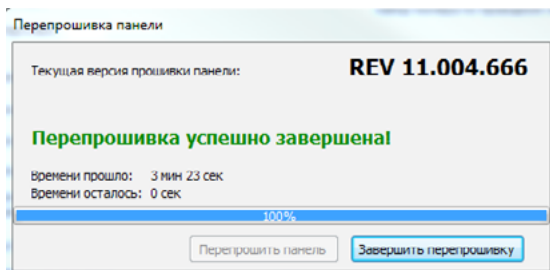 Перепрошивка панели
Текущая версия прошивки панели: REV 11.004.666
Перепрошивка успешно завершена!
Времени прошло: 3 мин 23 сек
Времени осталось: 0 сек
100%
Перепрошить панель Завершить перепрошивку